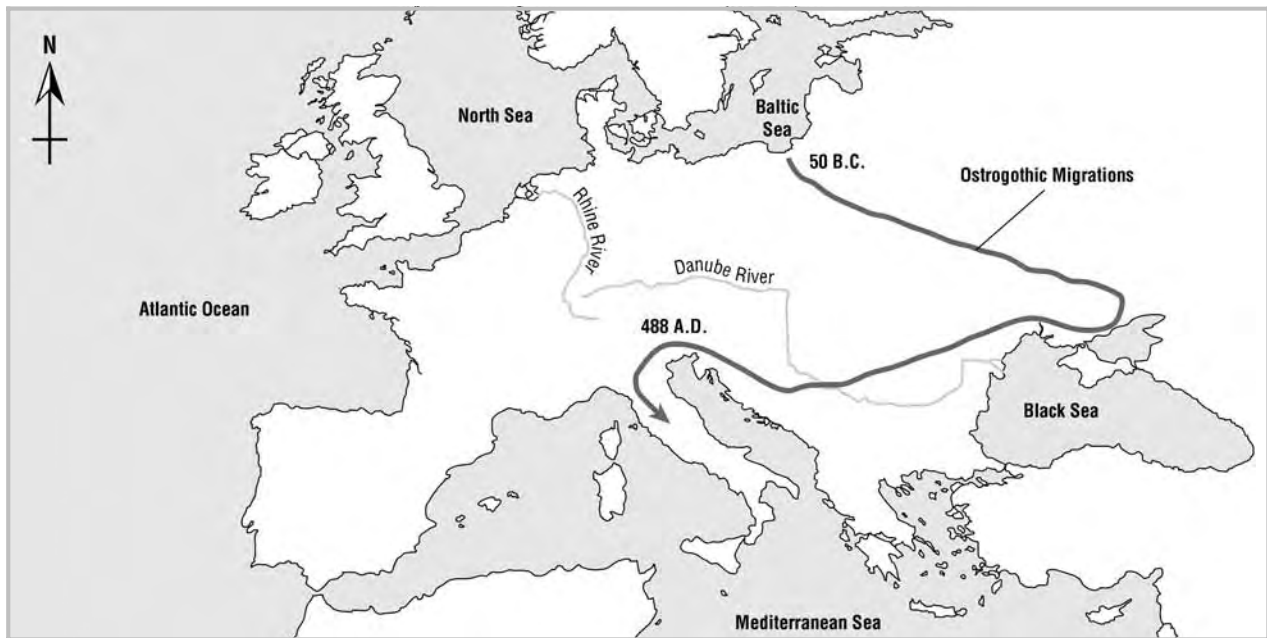 N
North Sea
Baltic
Sea
50 B.C.
Ostrogothic Migrations
Rhine River
Danube River
Atlantic Ocean
488 A.D.
Black Sea
Mediterranean Sea